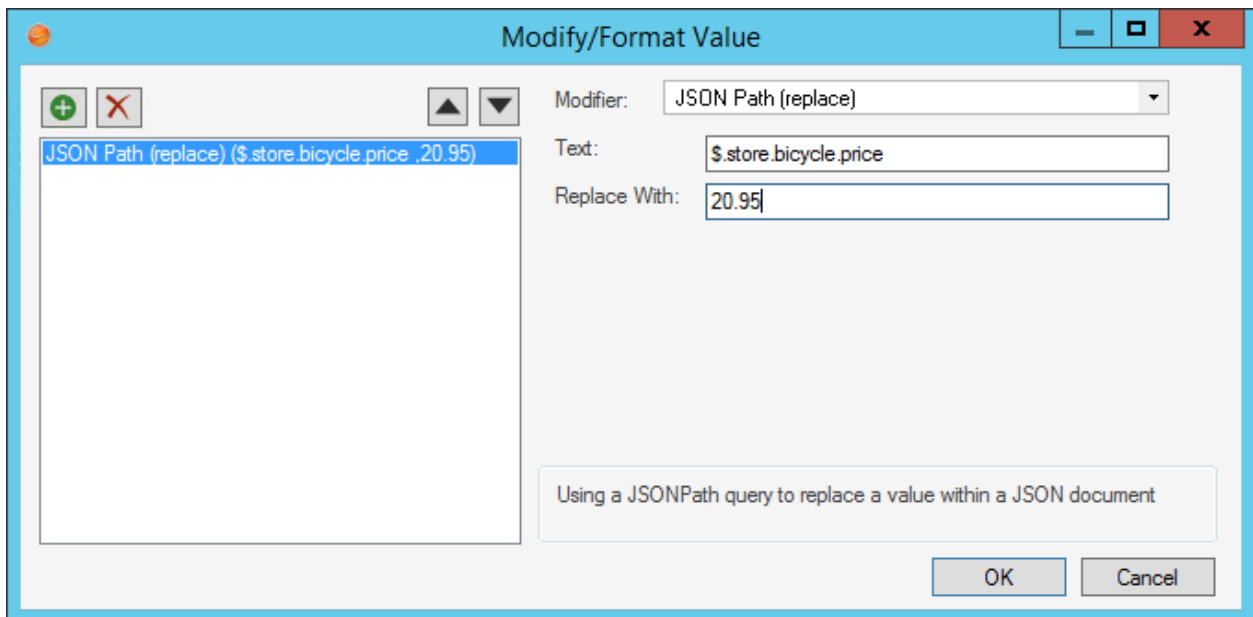 Modify/Format Value
X
Modifier: JSON Path (replace)
JSON Path (replace) ($.store.bicycle.price ,20.95)
Text: $.store.bicycle.price
Replace With: 20.95
Using a JSONPath query to replace a value within a JSON document
OK Cancel